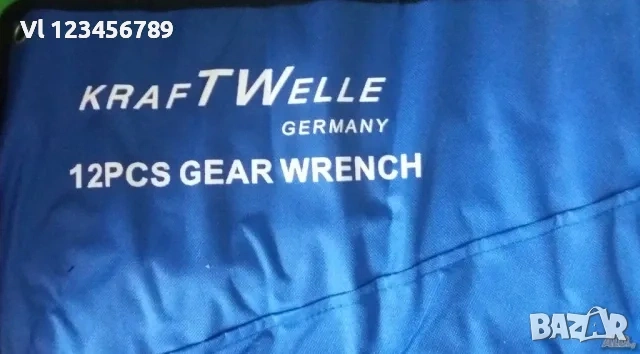 Vl 123456789
KRAFTWELLE
GERMANY
12PCS GEAR WRENCH
BAZAR